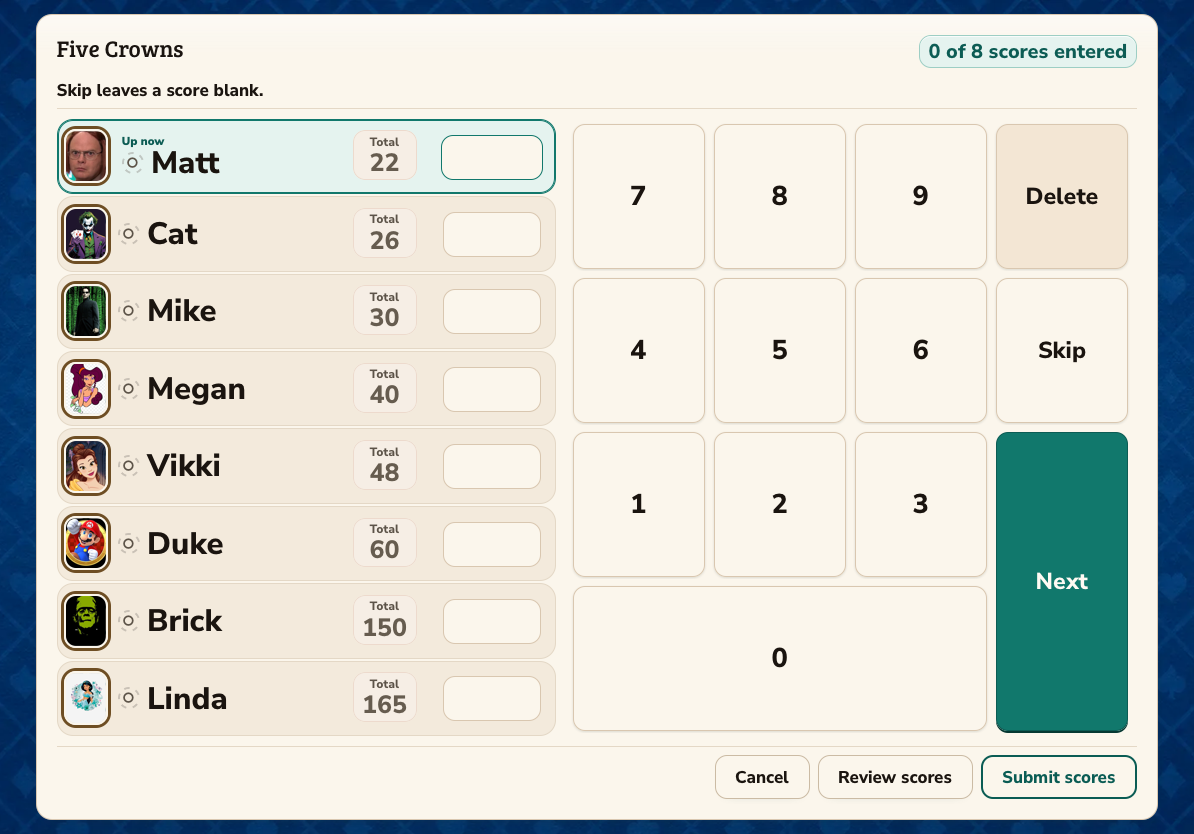 Five Crowns
0 of 8 scores entered
Skip leaves a score blank.
Up now
Matt
Total
22
Cat
Total
26
Mike
Total
30
Megan
Total
40
Vikki
Total
48
Duke
Total
60
Brick
Total
150
Linda
Total
165
7 8 9 Delete
4 5 6 Skip
1 2 3
Next
0
Cancel Review scores Submit scores